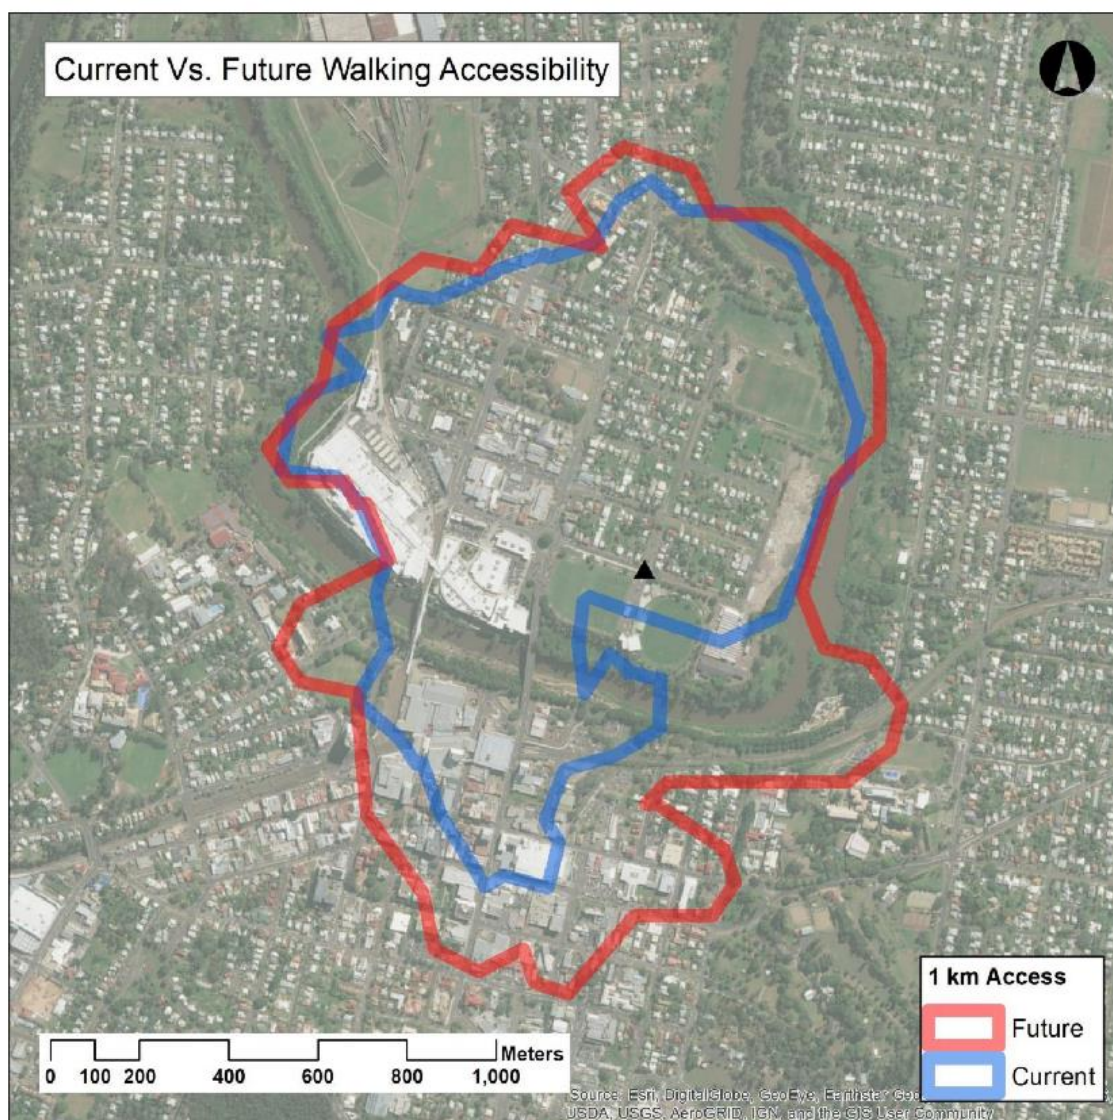 Current Vs. Future Walking Accessibility
1 km Access
Future
Current
Meters
0 100 200 400 600 800 1,000
Source: Esri, DigitalGlobe, GeoEye, Earthstar
USDA, USGS, AeroGRID, IGN, and the GIS User Community